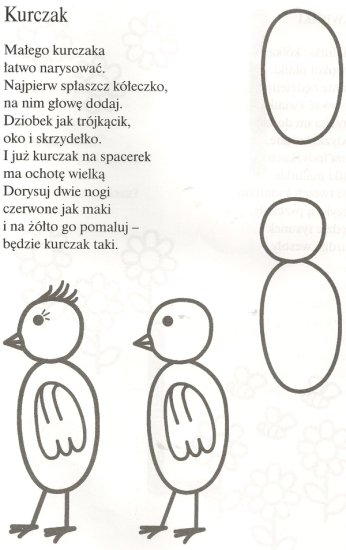 Kurczak
Małego kurczaka
łatwo narysować.
Najpierw spłaszcz kółeczko,
na nim głowę dodaj.
Dziobek jak trójkącik,
oko i skrzydełko.
I już kurczak na spacerek
ma ochotę wielką
Dorysuj dwie nogi
czerwone jak maki
i na żółto go pomaluj –
będzie kurczak taki.